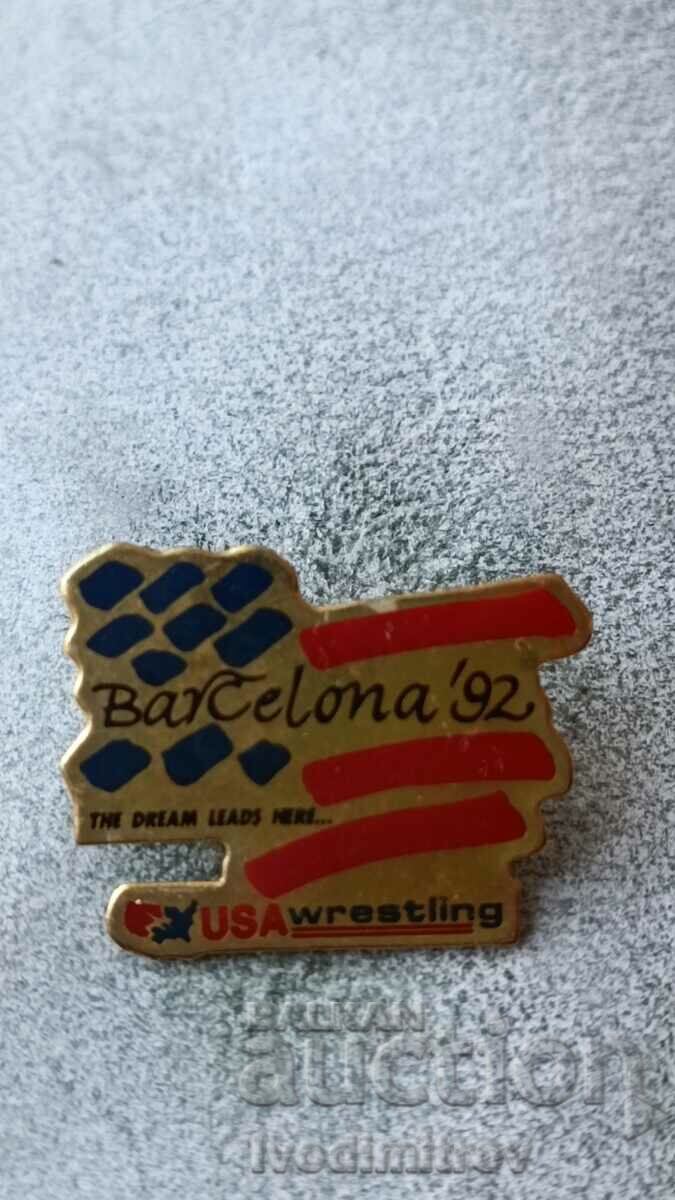 Barcelona '92
THE DREAM LEADS HERE...
USA wrestling
BALKAN
auction
Ivodimitrov